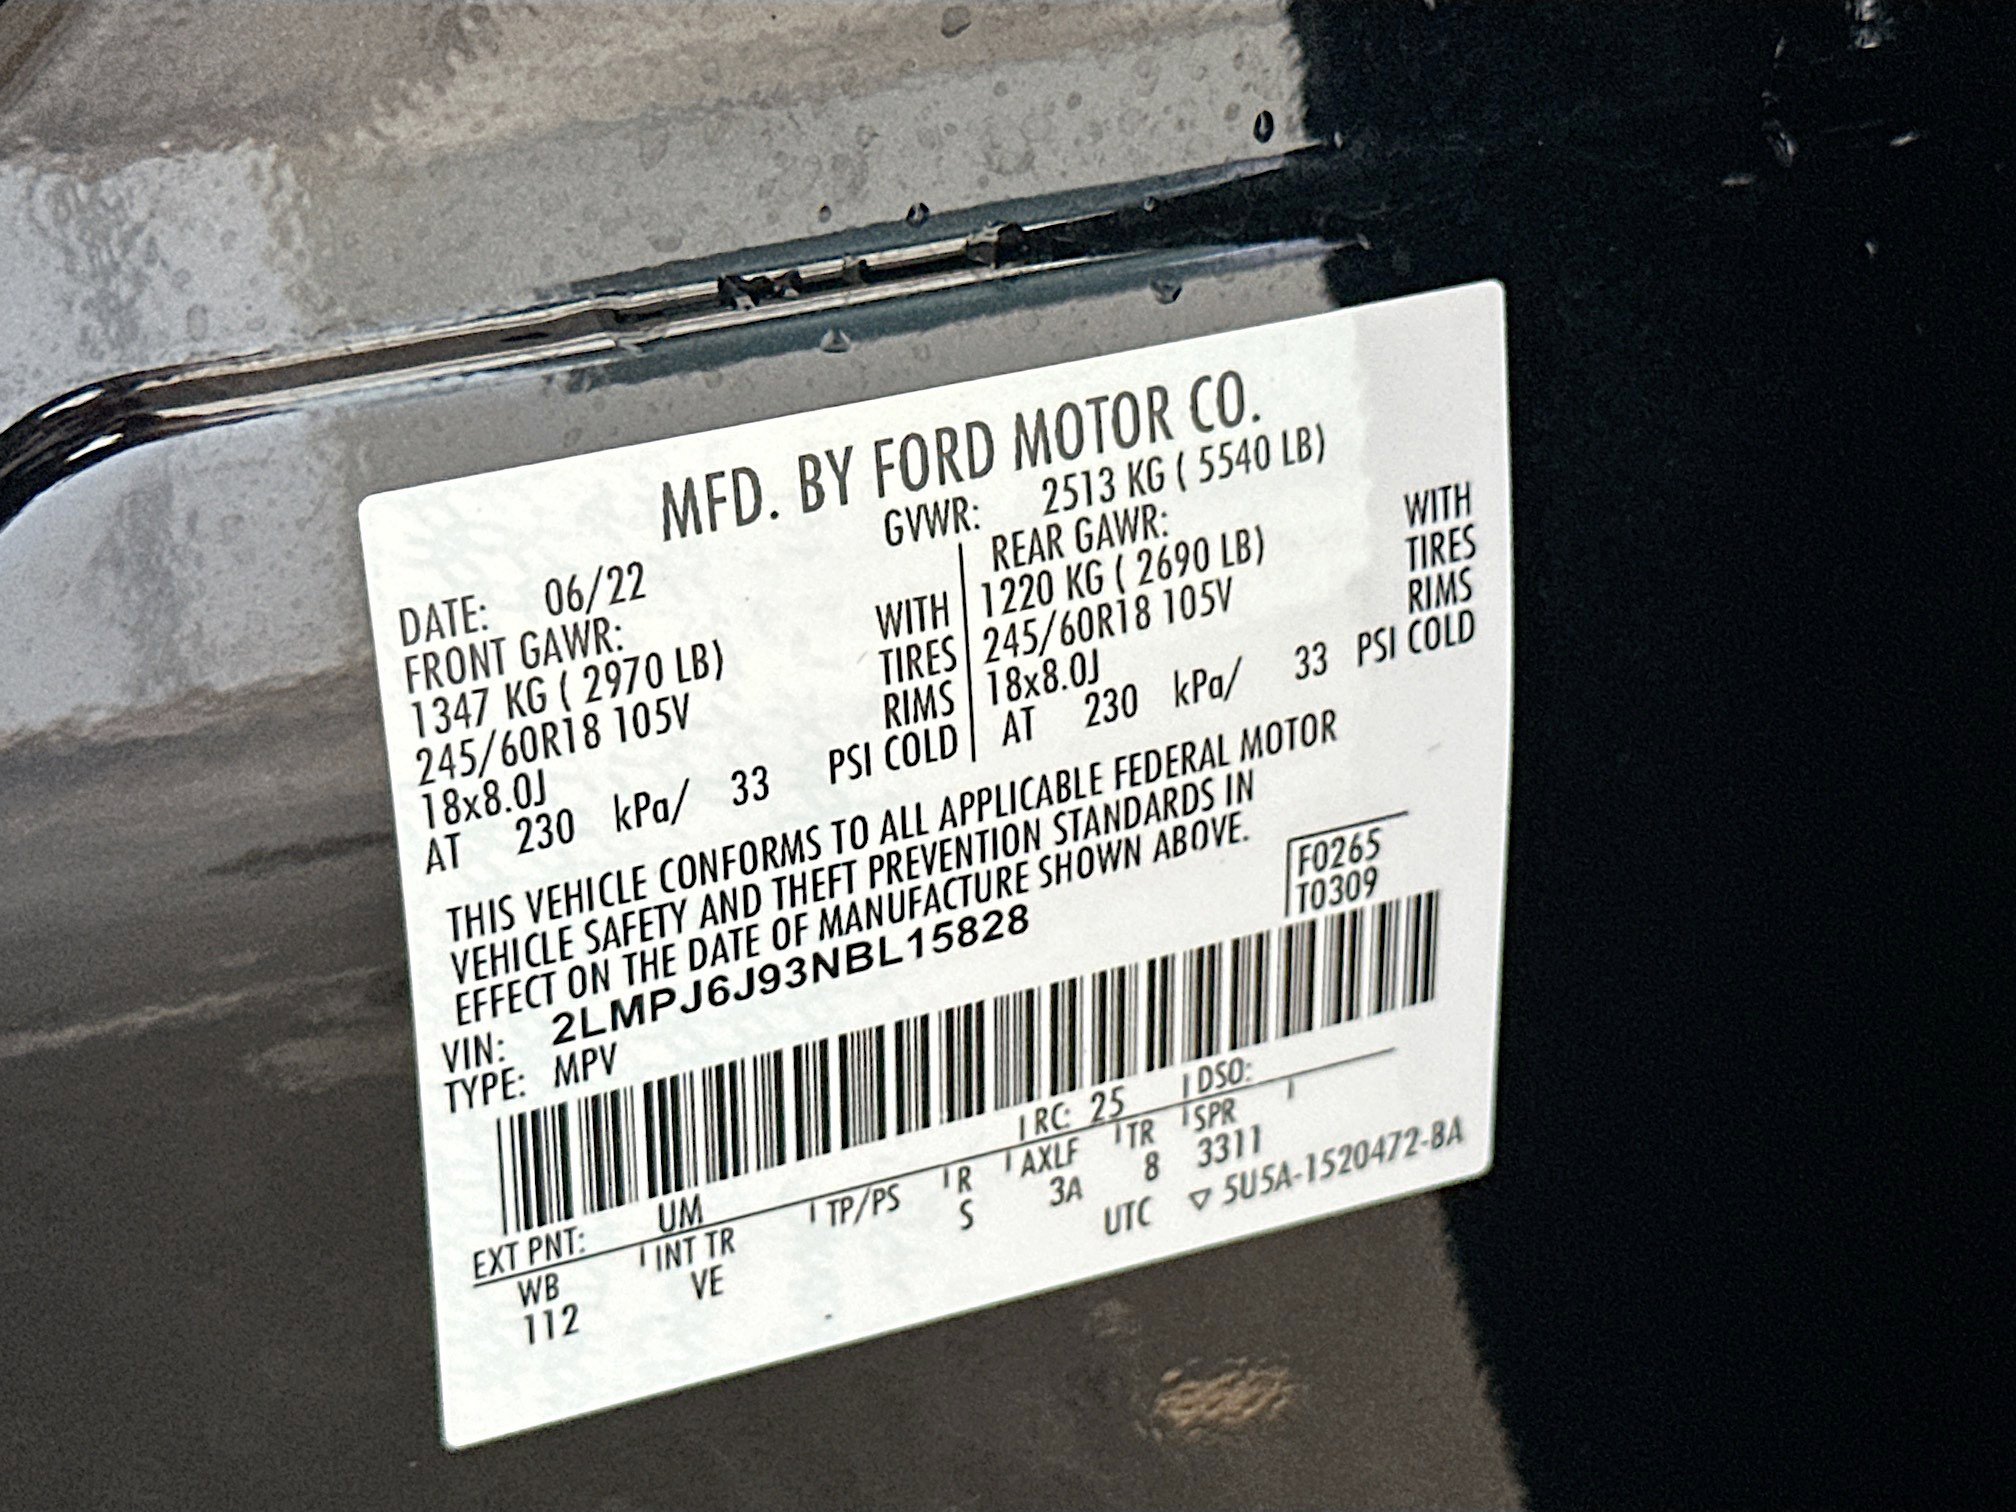 MFD. BY FORD MOTOR CO.
DATE: 06/22 GVWR: 2513 KG ( 5540 LB)
FRONT GAWR: REAR GAWR:
1347 KG ( 2970 LB) WITH 1220 KG ( 2690 LB) WITH
245/60R18 105V TIRES 245/60R18 105V TIRES
18x8.0J RIMS 18x8.0J RIMS
AT 230 kPa/ 33 PSI COLD AT 230 kPa/ 33 PSI COLD
THIS VEHICLE CONFORMS TO ALL APPLICABLE FEDERAL MOTOR
VEHICLE SAFETY AND THEFT PREVENTION STANDARDS IN
EFFECT ON THE DATE OF MANUFACTURE SHOWN ABOVE.
VIN: 2LMPJ6J93NBL15828 F0265
TYPE: MPV T0309
EXT PNT: UM RC: 25 DSO:
WB INT TR TP/PS R AXLF TR SPR
112 VE S 3A 8 3311
UTC ▽ 5U5A-1520472-8A